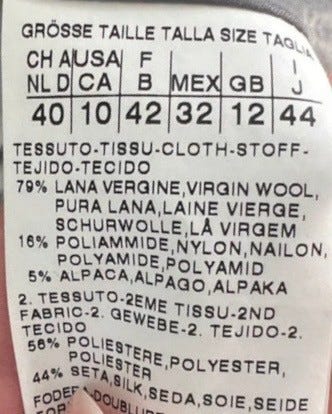 GRÖSSE TAILLE TALLA SIZE TAGLIA
CH A USA F I
NL D CA B MEX GB J
40 10 42 32 12 44
TESSUTO-TISSU-CLOTH-STOFF-
TEJIDO-TECIDO
79% LANA VERGINE,VIRGIN WOOL,
PURA LANA,LAINE VIERGE,
SCHURWOLLE,LÂ VIRGEM
16% POLIAMMIDE,NYLON,NAILON,
POLYAMIDE,POLYAMID
5% ALPACA,ALPAGO,ALPAKA
2. TESSUTO-2EME TISSU-2ND
FABRIC-2. GEWEBE-2. TEJIDO-2.
TECIDO
56% POLIESTERE,POLYESTER,
POLIESTER
44% SETA,SILK,SEDA,SOIE,SEIDE